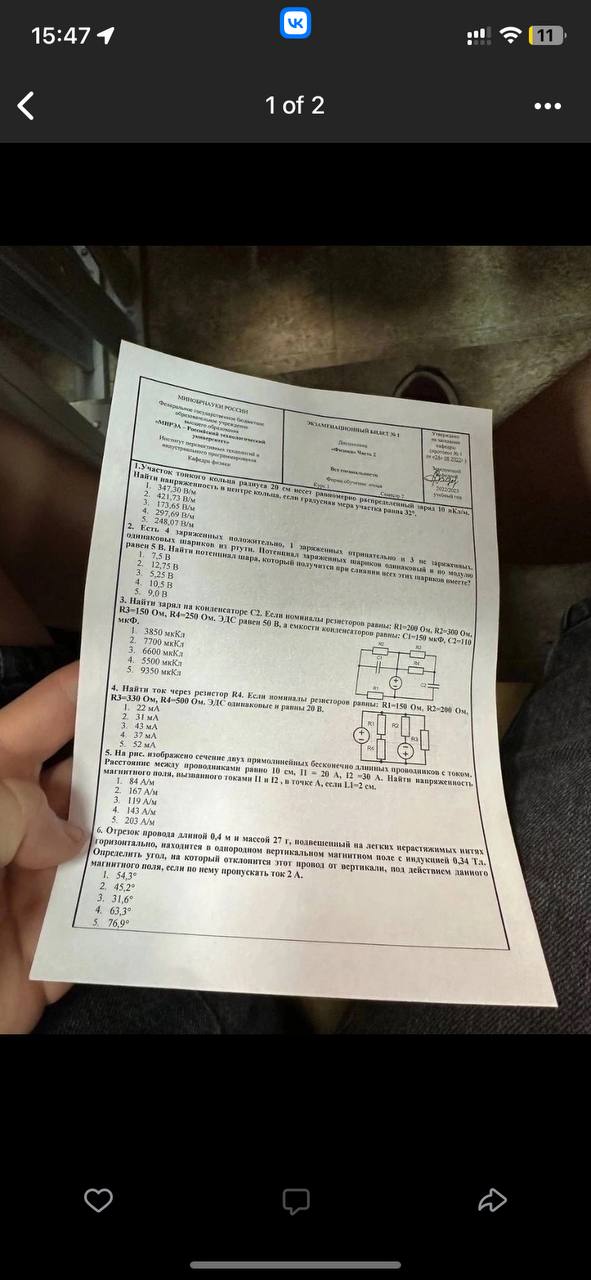 15:47
11
1 of 2
МИНОБРНАУКИ РОССИИ
Федеральное государственное бюджетное
образовательное учреждение
высшего образования
«МИРЭА – Российский технологический
университет»
Институт перспективных технологий и
индустриального программирования
Кафедра физики
ЭКЗАМЕНАЦИОННЫЙ БИЛЕТ № 1
Дисциплина
«Физика» Часть 2
Все специальности
Форма обучения: очная
Курс 1 Семестр 2
Утверждено
на заседании
кафедры
(протокол № 1
2022/2023
учебный год
1.Участок тонкого кольца радиуса 20 см несет равномерно распределенный заряд 10 нКл/м.
Найти напряженность в центре кольца, если градусная мера участка равна 32°.
1. 347,30 В/м
2. 421,73 В/м
3. 173,65 В/м
4. 297,69 В/м
5. 248,07 В/м
2. Есть 4 заряженных положительно, 1 заряженных отрицательно и 3 не заряженных,
одинаковых шариков из ртути. Потенциал заряженных шариков одинаковый и по модулю
равен 5 В. Найти потенциал шара, который получится при слиянии всех этих шариков вместе?
1. 7,5 В
2. 12,75 В
3. 5,25 В
4. 10,5 В
5. 9,0 В
3. Найти заряд на конденсаторе С2. Если номиналы резисторов равны: R1=200 Ом, R2=300 Ом,
R3=150 Ом, R4=250 Ом. ЭДС равен 50 В, а емкости конденсаторов равны: С1=150 мкФ, С2=110
мкФ.
1. 3850 мкКл
2. 7700 мкКл
3. 6600 мкКл
4. 5500 мкКл
5. 9350 мкКл
R2
C1
R4
R1
C2
4. Найти ток через резистор R4. Если номиналы резисторов равны: R1=150 Ом, R2=200 Ом,
R3=330 Ом, R4=500 Ом. ЭДС одинаковые и равны 20 В.
1. 22 мА
2. 31 мА
3. 43 мА
4. 37 мА
5. 52 мА
R1
R2
R3
5. На рис. изображено сечение двух прямолинейных бесконечно длинных проводников с током.
Расстояние между проводниками равно 10 см, I1 = 20 А, I2 =30 А. Найти напряженность
магнитного поля, вызванного токами I1 и I2 , в точке А, если L1=2 см.
1. 84 А/м
2. 167 А/м
3. 119 А/м
4. 143 А/м
5. 203 А/м
6. Отрезок провода длиной 0,4 м и массой 27 г, подвешенный на легких нерастяжимых нитях
горизонтально, находится в однородном вертикальном магнитном поле с индукцией 0,34 Тл.
Определить угол, на который отклонится этот провод от вертикали, под действием данного
магнитного поля, если по нему пропускать ток 2 А.
1. 54,3°
2. 45,2°
3. 31,6°
4. 63,3°
5. 76,9°